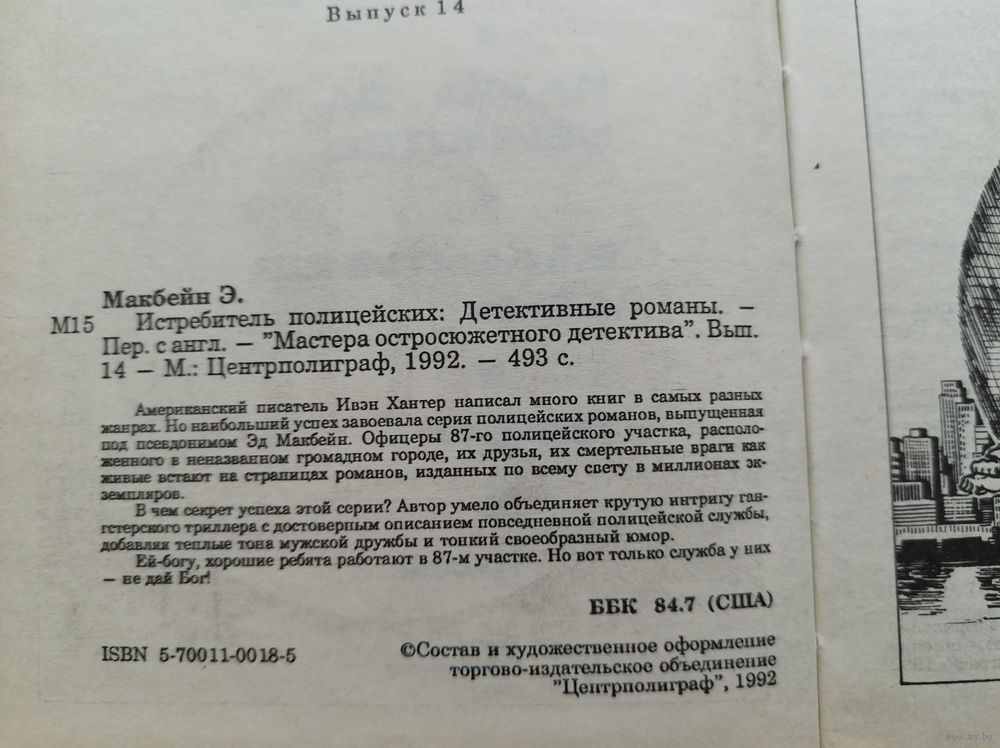 Выпуск 14
Макбейн Э.
М15 Истребитель полицейских: Детективные романы. —
Пер. с англ. — "Мастера остросюжетного детектива". Вып.
14 — М.: Центрполиграф, 1992. — 493 с.
Американский писатель Ивэн Хантер написал много книг в самых разных
жанрах. Но наибольший успех завоевала серия полицейских романов, выпущенная
под псевдонимом Эд Макбейн. Офицеры 87-го полицейского участка, располо-
женного в неназванном громадном городе, их друзья, их смертельные враги как
живые встают на страницах романов, изданных по всему свету в миллионах эк-
земпляров.
В чем секрет успеха этой серии? Автор умело объединяет крутую интригу ган-
гстерского триллера с достоверным описанием повседневной полицейской службы,
добавляя теплые тона мужской дружбы и тонкий своеобразный юмор.
Ей-богу, хорошие ребята работают в 87-м участке. Но вот только служба у них
— не дай Бог!
ББК 84.7 (США)
ISBN 5-70011-0018-5
©Состав и художественное оформление
торгово-издательское объединение
"Центрполиграф", 1992
www.ay.by